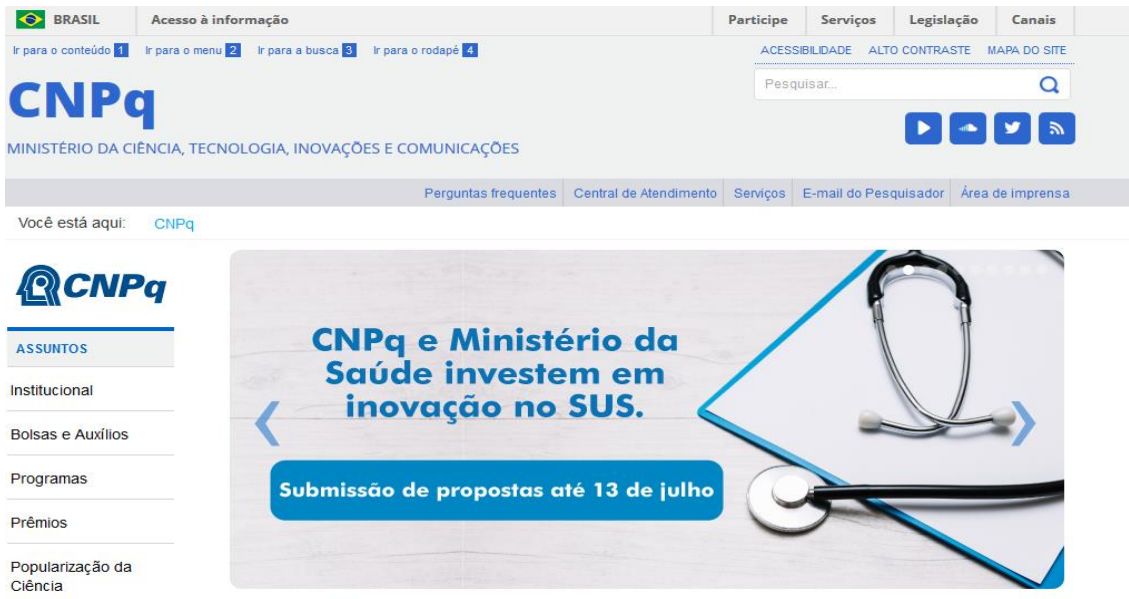 BRASIL Acesso à informação Participe Serviços Legislação Canais
Ir para o conteúdo 1 Ir para o menu 2 Ir para a busca 3 Ir para o rodapé 4 ACESSIBILIDADE ALTO CONTRASTE MAPA DO SITE
Pesquisar...
CNPq
MINISTÉRIO DA CIÊNCIA, TECNOLOGIA, INOVAÇÕES E COMUNICAÇÕES
Perguntas frequentes Central de Atendimento Serviços E-mail do Pesquisador Área de imprensa
Você está aqui: CNPq
CNPq
ASSUNTOS
Institucional
Bolsas e Auxílios
Programas
Prêmios
Popularização da
Ciência
CNPq e Ministério da
Saúde investem em
inovação no SUS.
Submissão de propostas até 13 de julho